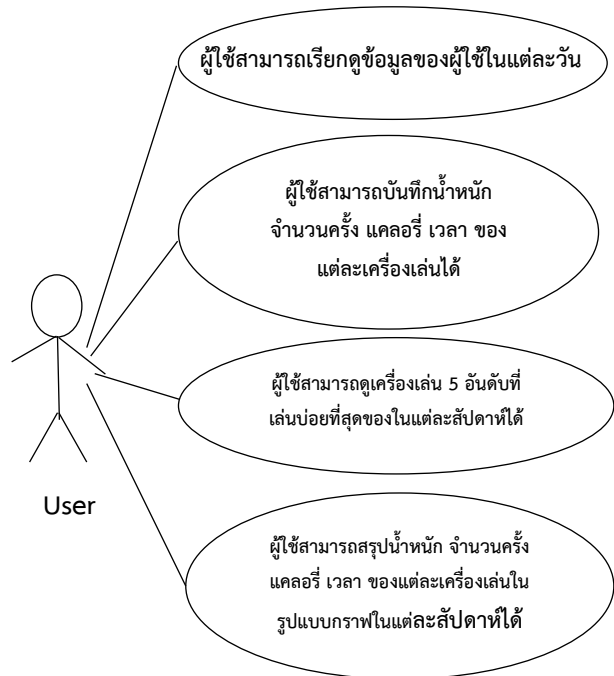 ผู้ใช้สามารถเรียกดูข้อมูลของผู้ใช้ในแต่ละวัน
ผู้ใช้สามารถบันทึกน้ำหนัก
จำนวนครั้ง แคลอรี่ เวลา ของ
แต่ละเครื่องเล่นได้
ผู้ใช้สามารถดูเครื่องเล่น 5 อันดับที่
เล่นบ่อยที่สุดของในแต่ละสัปดาห์ได้
User
ผู้ใช้สามารถสรุปน้ำหนัก จำนวนครั้ง
แคลอรี่ เวลา ของแต่ละเครื่องเล่นใน
รูปแบบกราฟในแต่ละสัปดาห์ได้